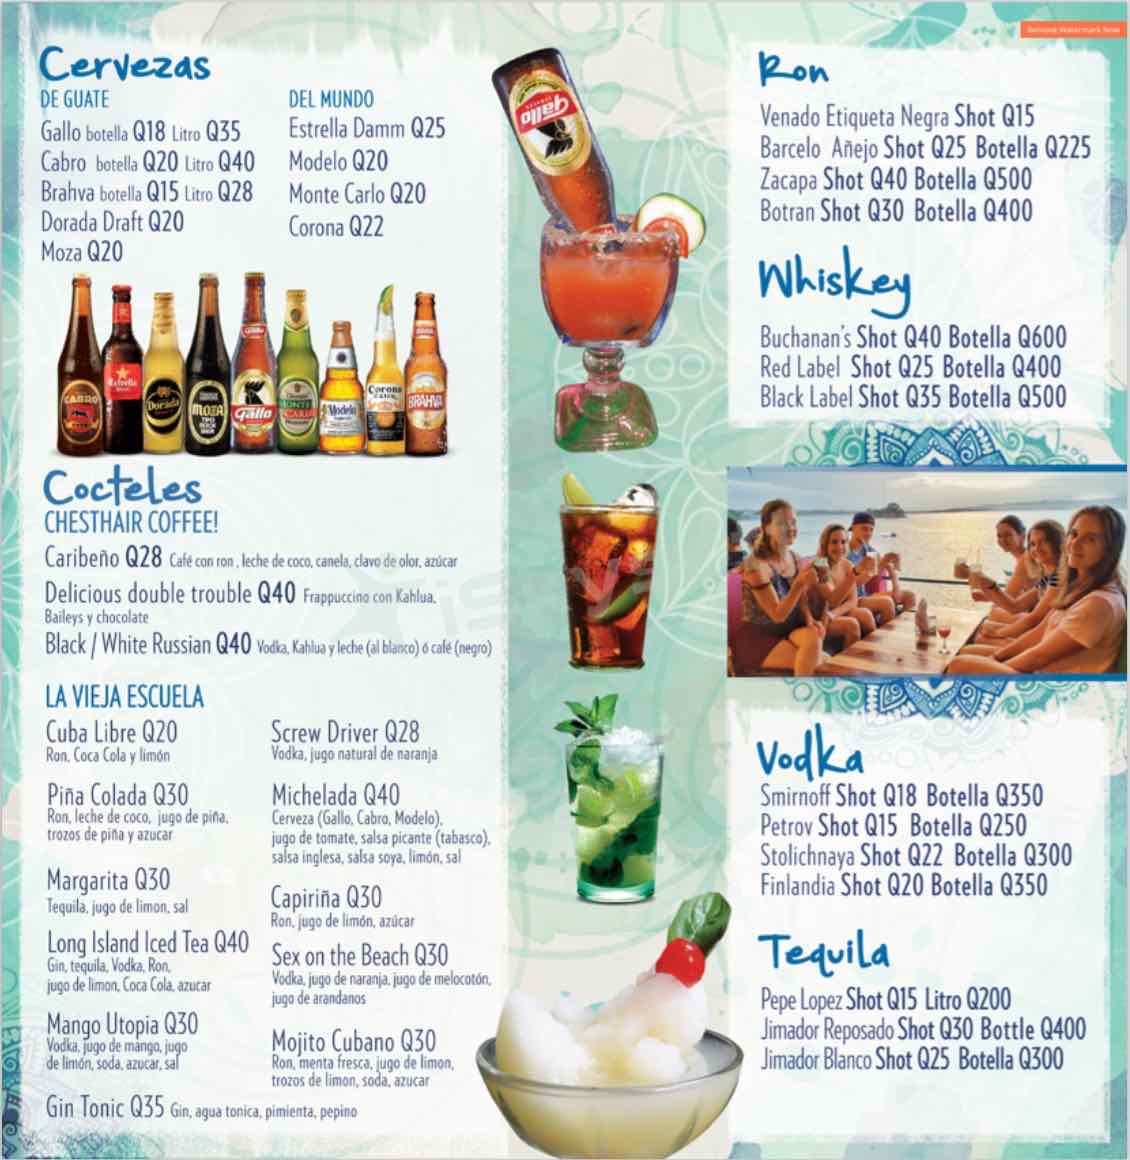 Remove Watermark Now
Cervezas
DE GUATE
Gallo botella Q18 Litro Q35
Cabro botella Q20 Litro Q40
Brahva botella Q15 Litro Q28
Dorada Draft Q20
Moza Q20
DEL MUNDO
Estrella Damm Q25
Modelo Q20
Monte Carlo Q20
Corona Q22
gallo
CABRO
Estrella
Dorada
MOZA
Gallo
MONTE
CARLO
Modelo
Corona
BRAHVA
Cocteles
CHESTHAIR COFFEE!
Caribeño Q28 Café con ron , leche de coco, canela, clavo de olor, azúcar
Delicious double trouble Q40 Frappuccino con Kahlua,
Baileys y chocolate
Black / White Russian Q40 Vodka, Kahlua y leche (al blanco) ó café (negro)
LA VIEJA ESCUELA
Cuba Libre Q20
Ron, Coca Cola y limón
Piña Colada Q30
Ron, leche de coco, jugo de piña,
trozos de piña y azucar
Margarita Q30
Tequila, jugo de limon, sal
Long Island Iced Tea Q40
Gin, tequila, Vodka, Ron,
jugo de limon, Coca Cola, azucar
Mango Utopia Q30
Vodka, jugo de mango, jugo
de limón, soda, azucar, sal
Gin Tonic Q35 Gin, agua tonica, pimienta, pepino
Screw Driver Q28
Vodka, jugo natural de naranja
Michelada Q40
Cerveza (Gallo, Cabro, Modelo),
jugo de tomate, salsa picante (tabasco),
salsa inglesa, salsa soya, limón, sal
Capiriña Q30
Ron, jugo de limón, azúcar
Sex on the Beach Q30
Vodka, jugo de naranja, jugo de melocotón,
jugo de arandanos
Mojito Cubano Q30
Ron, menta fresca, jugo de limon,
trozos de limon, soda, azucar
Ron
Venado Etiqueta Negra Shot Q15
Barcelo Añejo Shot Q25 Botella Q225
Zacapa Shot Q40 Botella Q500
Botran Shot Q30 Botella Q400
Whiskey
Buchanan's Shot Q40 Botella Q600
Red Label Shot Q25 Botella Q400
Black Label Shot Q35 Botella Q500
Vodka
Smirnoff Shot Q18 Botella Q350
Petrov Shot Q15 Botella Q250
Stolichnaya Shot Q22 Botella Q300
Finlandia Shot Q20 Botella Q350
Tequila
Pepe Lopez Shot Q15 Litro Q200
Jimador Reposado Shot Q30 Bottle Q400
Jimador Blanco Shot Q25 Botella Q300